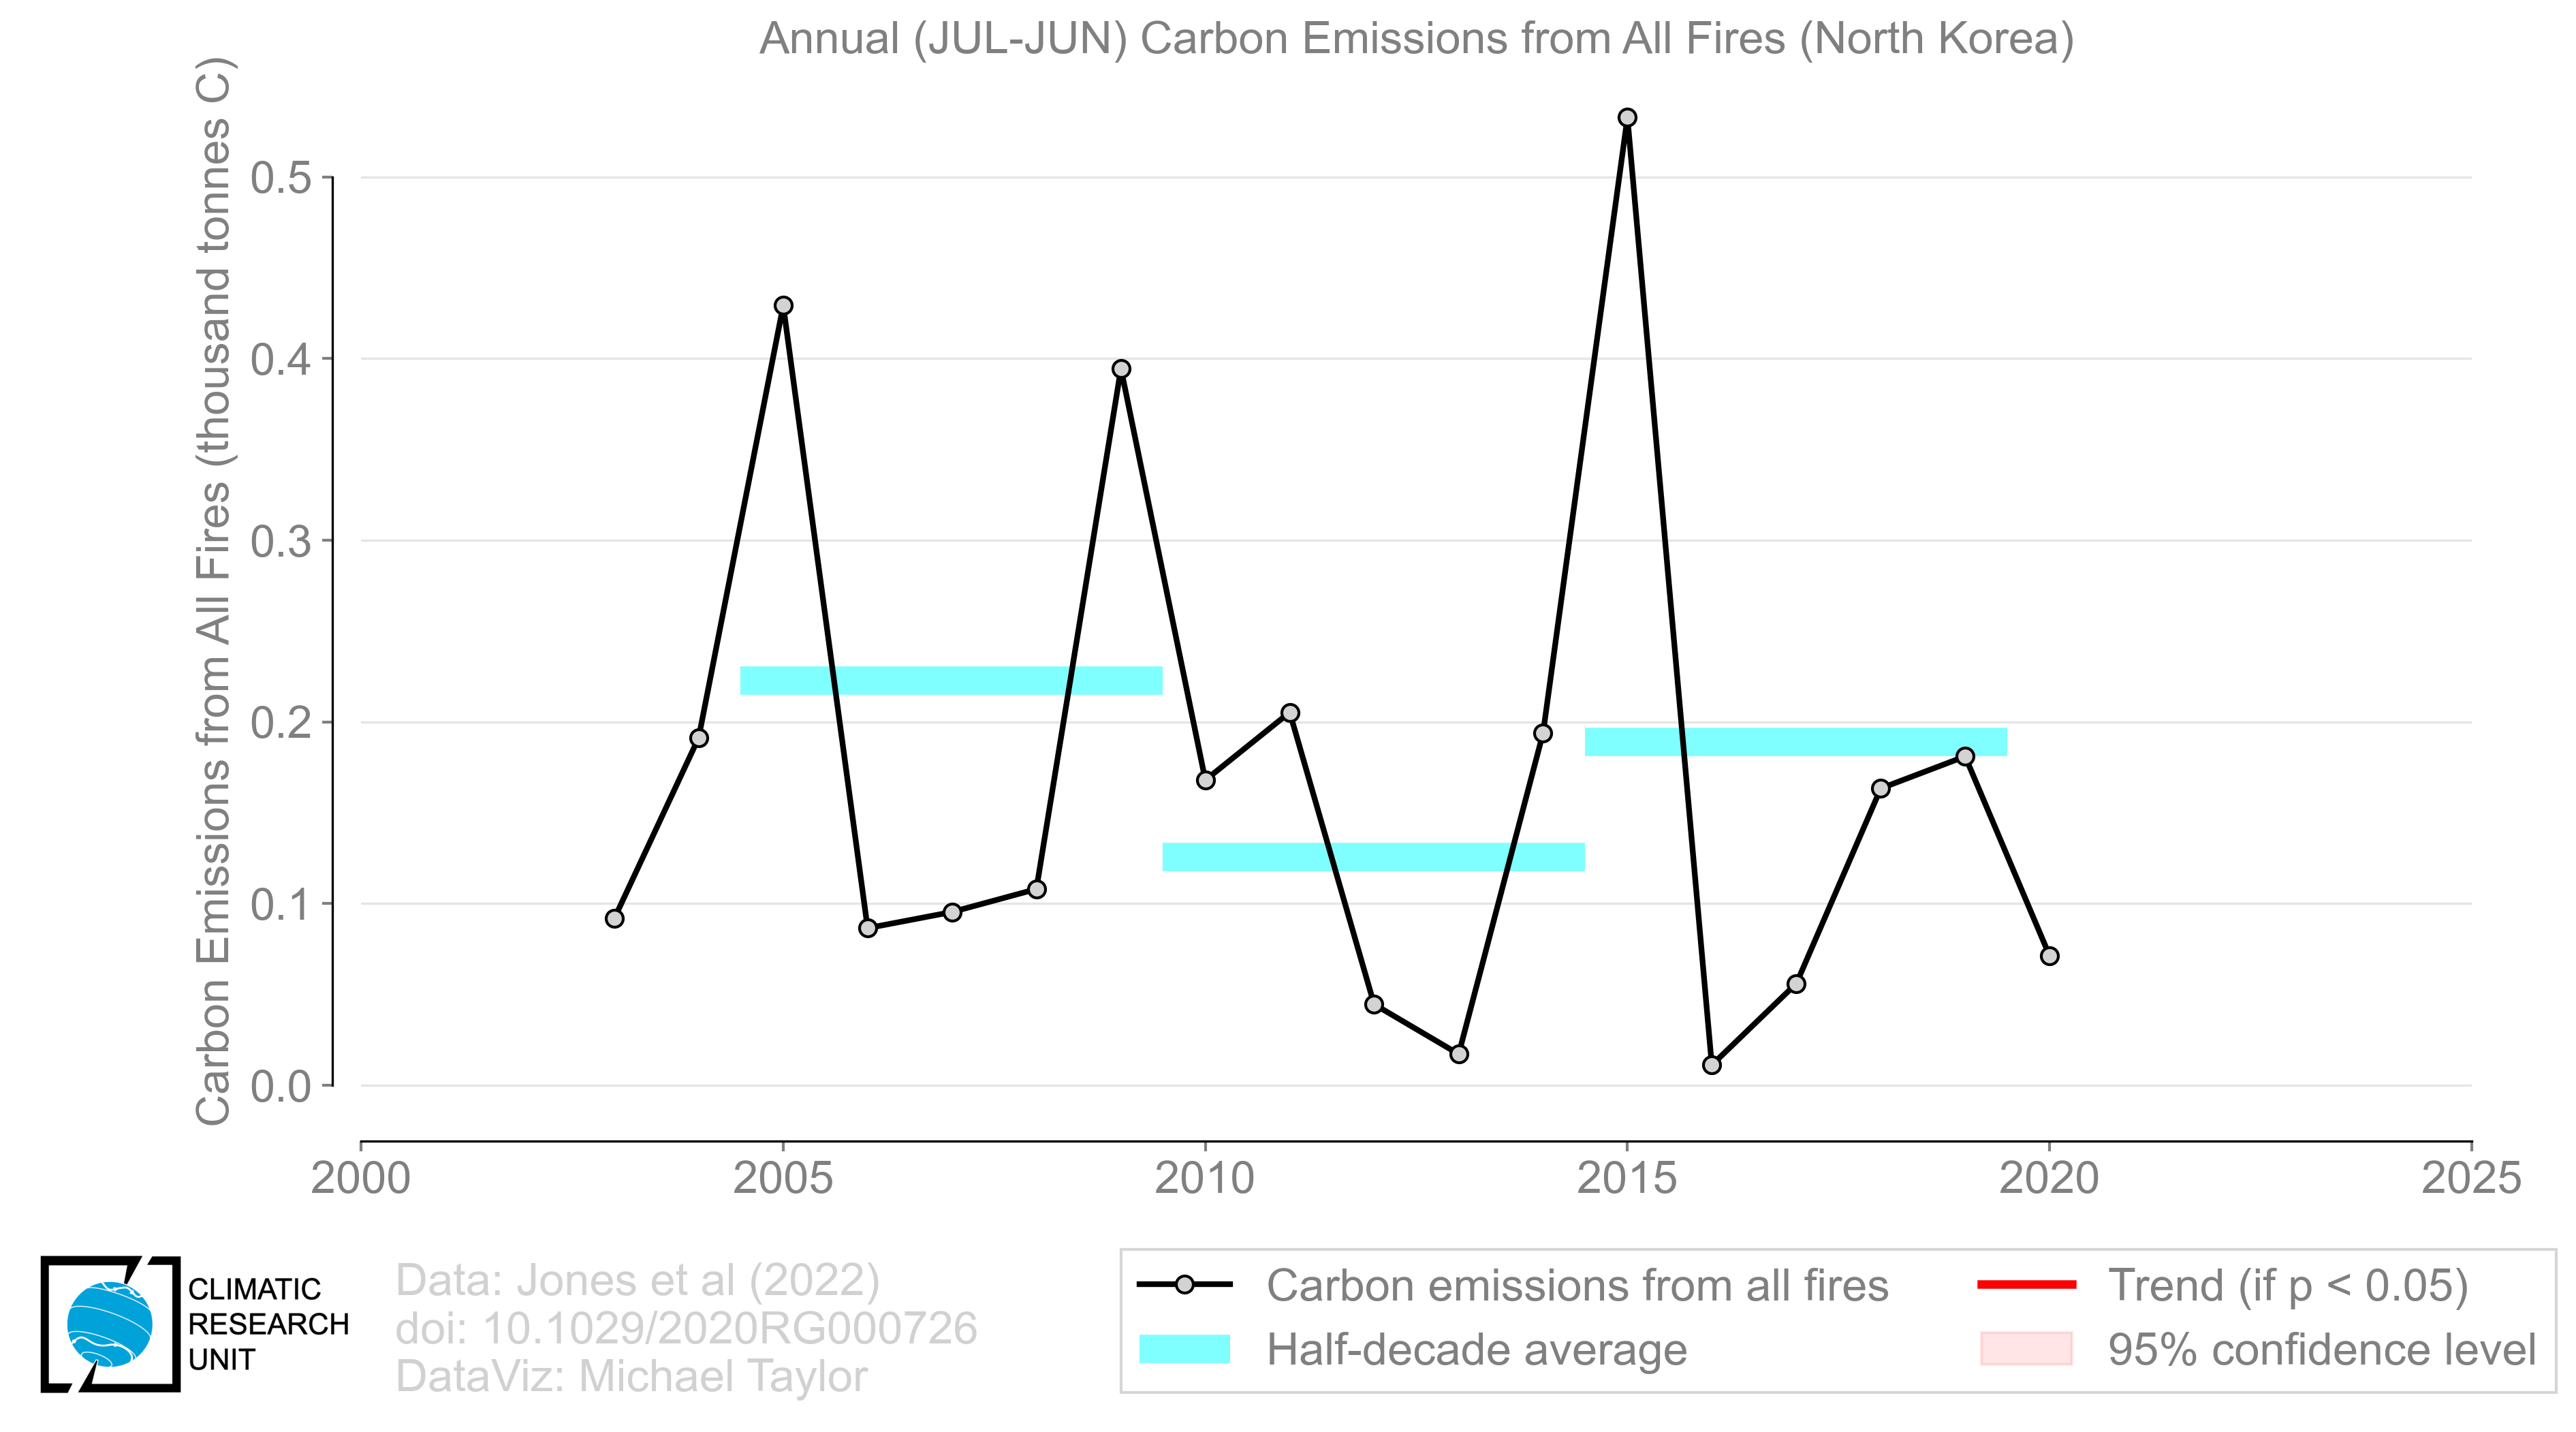 Annual (JUL-JUN) Carbon Emissions from All Fires (North Korea)
Carbon Emissions from All Fires (thousand tonnes C)
0.5
0.4
0.3
0.2
0.1
0.0
2000 2005 2010 2015 2020 2025
CLIMATIC
RESEARCH
UNIT
Data: Jones et al (2022)
doi: 10.1029/2020RG000726
DataViz: Michael Taylor
Carbon emissions from all fires
Half-decade average
Trend (if p < 0.05)
95% confidence level